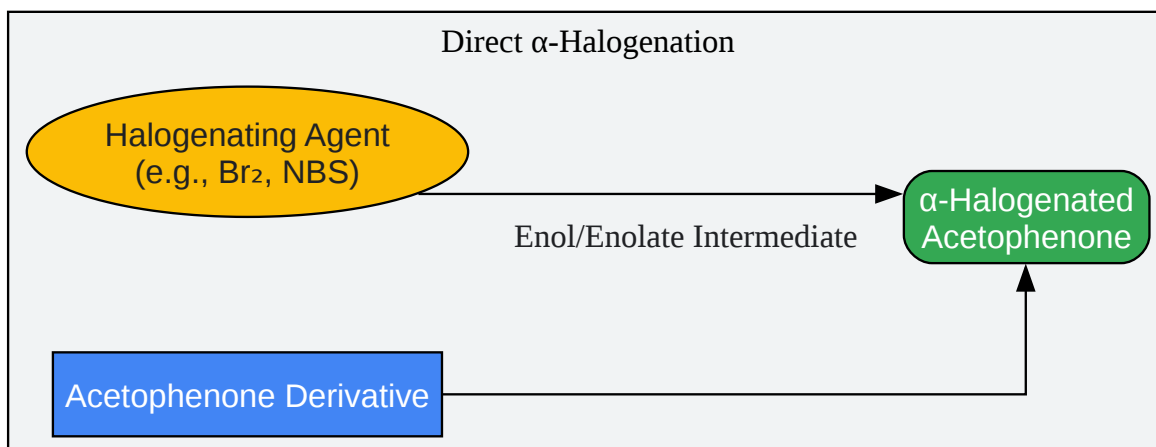 Direct α-Halogenation
Halogenating Agent
(e.g., Br₂, NBS)
Enol/Enolate Intermediate
α-Halogenated
Acetophenone
Acetophenone Derivative